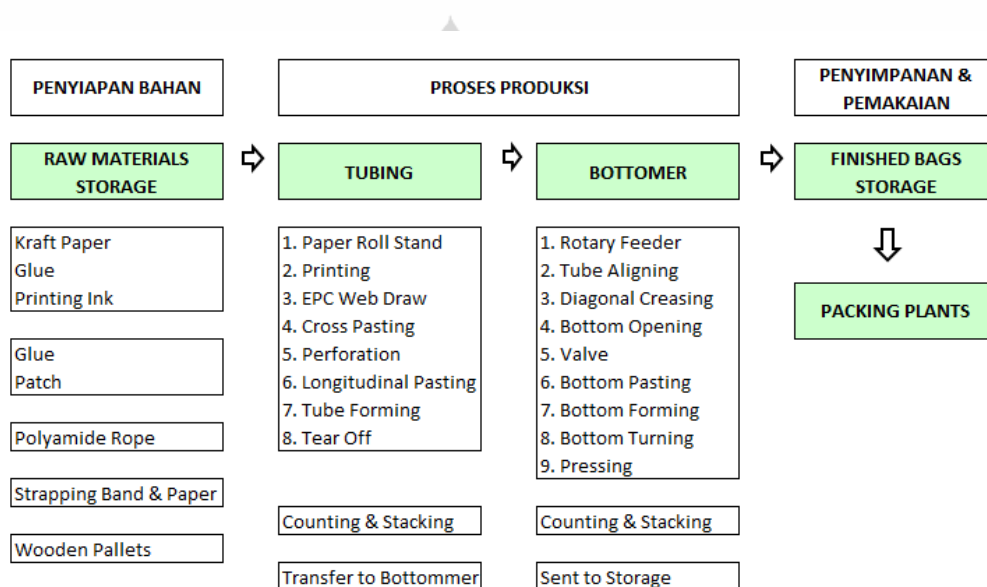 PENYIAPAN BAHAN
PROSES PRODUKSI
PENYIMPANAN &
PEMAKAIAN
RAW MATERIALS
STORAGE
TUBING
BOTTOMER
FINISHED BAGS
STORAGE
Kraft Paper
Glue
Printing Ink
Glue
Patch
Polyamide Rope
Strapping Band & Paper
Wooden Pallets
1. Paper Roll Stand
2. Printing
3. EPC Web Draw
4. Cross Pasting
5. Perforation
6. Longitudinal Pasting
7. Tube Forming
8. Tear Off
Counting & Stacking
Transfer to Bottommer
1. Rotary Feeder
2. Tube Aligning
3. Diagonal Creasing
4. Bottom Opening
5. Valve
6. Bottom Pasting
7. Bottom Forming
8. Bottom Turning
9. Pressing
Counting & Stacking
Sent to Storage
PACKING PLANTS